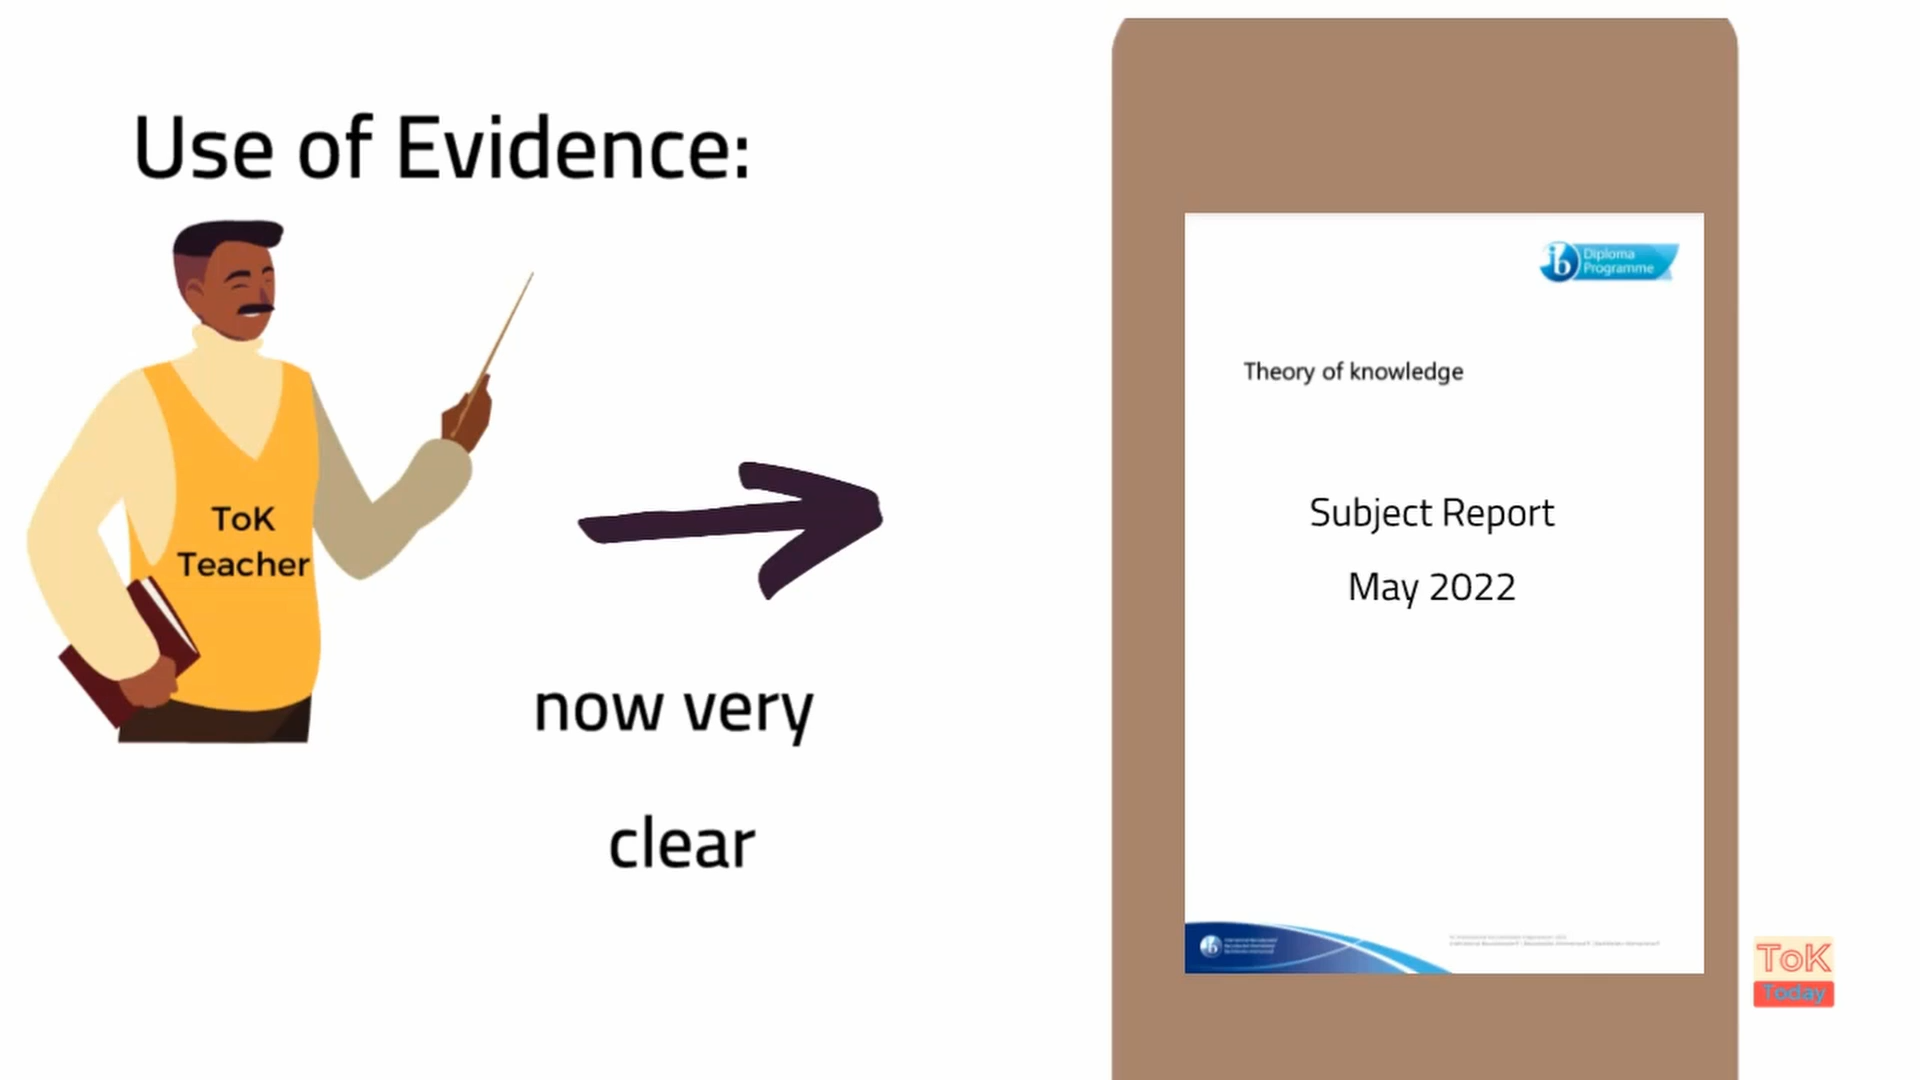 Use of Evidence:
ToK
Teacher
now very
clear
Diploma
Programme
Theory of knowledge
Subject Report
May 2022
ToK
Today